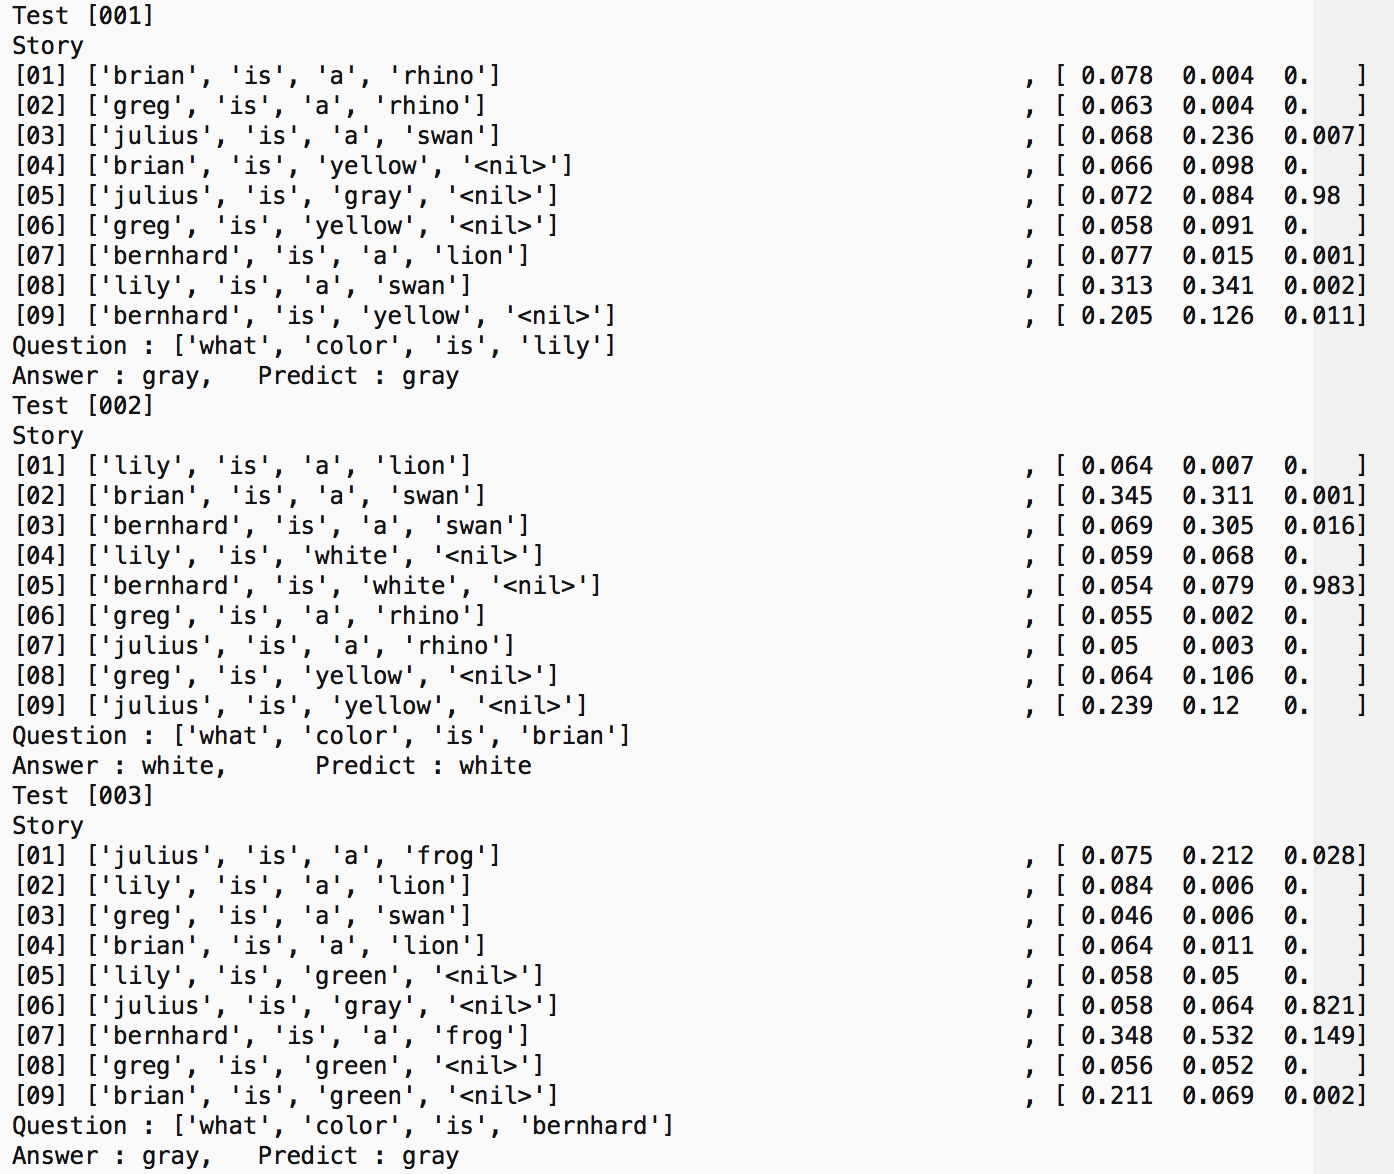 Test [001]
Story
[01] ['brian', 'is', 'a', 'rhino'] , [ 0.078 0.004 0. ]
[02] ['greg', 'is', 'a', 'rhino'] , [ 0.063 0.004 0. ]
[03] ['julius', 'is', 'a', 'swan'] , [ 0.068 0.236 0.007]
[04] ['brian', 'is', 'yellow', '<nil>'] , [ 0.066 0.098 0. ]
[05] ['julius', 'is', 'gray', '<nil>'] , [ 0.072 0.084 0.98 ]
[06] ['greg', 'is', 'yellow', '<nil>'] , [ 0.058 0.091 0. ]
[07] ['bernhard', 'is', 'a', 'lion'] , [ 0.077 0.015 0.001]
[08] ['lily', 'is', 'a', 'swan'] , [ 0.313 0.341 0.002]
[09] ['bernhard', 'is', 'yellow', '<nil>'] , [ 0.205 0.126 0.011]
Question : ['what', 'color', 'is', 'lily']
Answer : gray, Predict : gray
Test [002]
Story
[01] ['lily', 'is', 'a', 'lion'] , [ 0.064 0.007 0. ]
[02] ['brian', 'is', 'a', 'swan'] , [ 0.345 0.311 0.001]
[03] ['bernhard', 'is', 'a', 'swan'] , [ 0.069 0.305 0.016]
[04] ['lily', 'is', 'white', '<nil>'] , [ 0.059 0.068 0. ]
[05] ['bernhard', 'is', 'white', '<nil>'] , [ 0.054 0.079 0.983]
[06] ['greg', 'is', 'a', 'rhino'] , [ 0.055 0.002 0. ]
[07] ['julius', 'is', 'a', 'rhino'] , [ 0.05 0.003 0. ]
[08] ['greg', 'is', 'yellow', '<nil>'] , [ 0.064 0.106 0. ]
[09] ['julius', 'is', 'yellow', '<nil>'] , [ 0.239 0.12 0. ]
Question : ['what', 'color', 'is', 'brian']
Answer : white, Predict : white
Test [003]
Story
[01] ['julius', 'is', 'a', 'frog'] , [ 0.075 0.212 0.028]
[02] ['lily', 'is', 'a', 'lion'] , [ 0.084 0.006 0. ]
[03] ['greg', 'is', 'a', 'swan'] , [ 0.046 0.006 0. ]
[04] ['brian', 'is', 'a', 'lion'] , [ 0.064 0.011 0. ]
[05] ['lily', 'is', 'green', '<nil>'] , [ 0.058 0.05 0. ]
[06] ['julius', 'is', 'gray', '<nil>'] , [ 0.058 0.064 0.821]
[07] ['bernhard', 'is', 'a', 'frog'] , [ 0.348 0.532 0.149]
[08] ['greg', 'is', 'green', '<nil>'] , [ 0.056 0.052 0. ]
[09] ['brian', 'is', 'green', '<nil>'] , [ 0.211 0.069 0.002]
Question : ['what', 'color', 'is', 'bernhard']
Answer : gray, Predict : gray